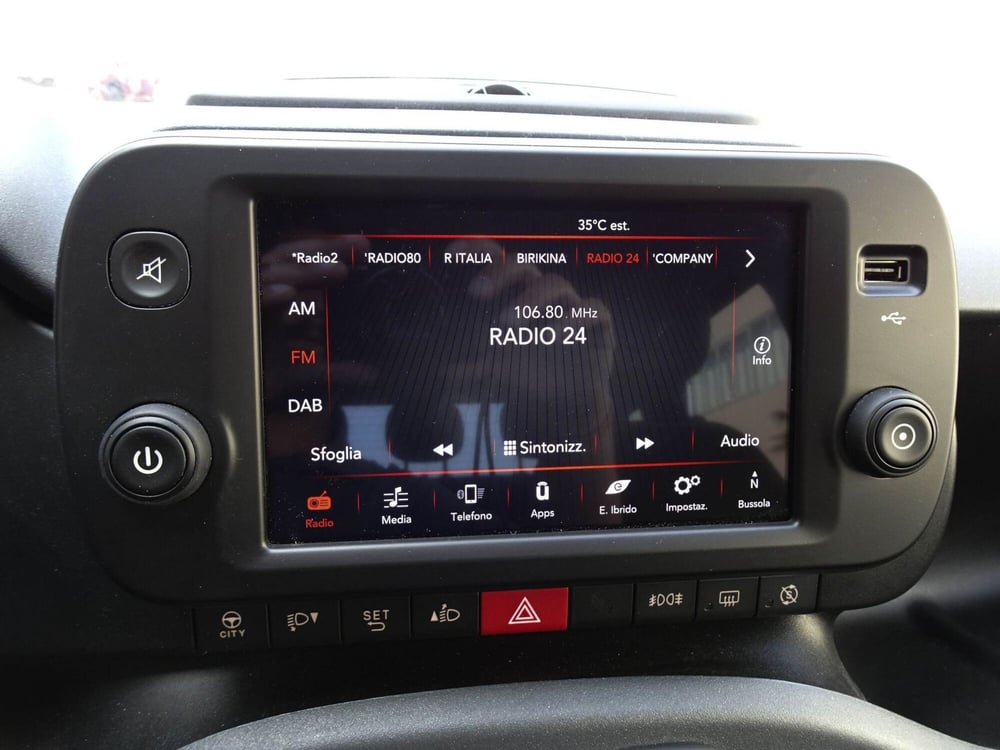 35°C est.
*Radio2 'RADIO80 R ITALIA BIRIKINA RADIO 24 'COMPANY
AM
106.80 MHz
RADIO 24
FM
Info
DAB
Sfoglia Sintonizz. Audio
Radio Media Telefono Apps E. Ibrido Impostaz. N Bussola
CITY SET